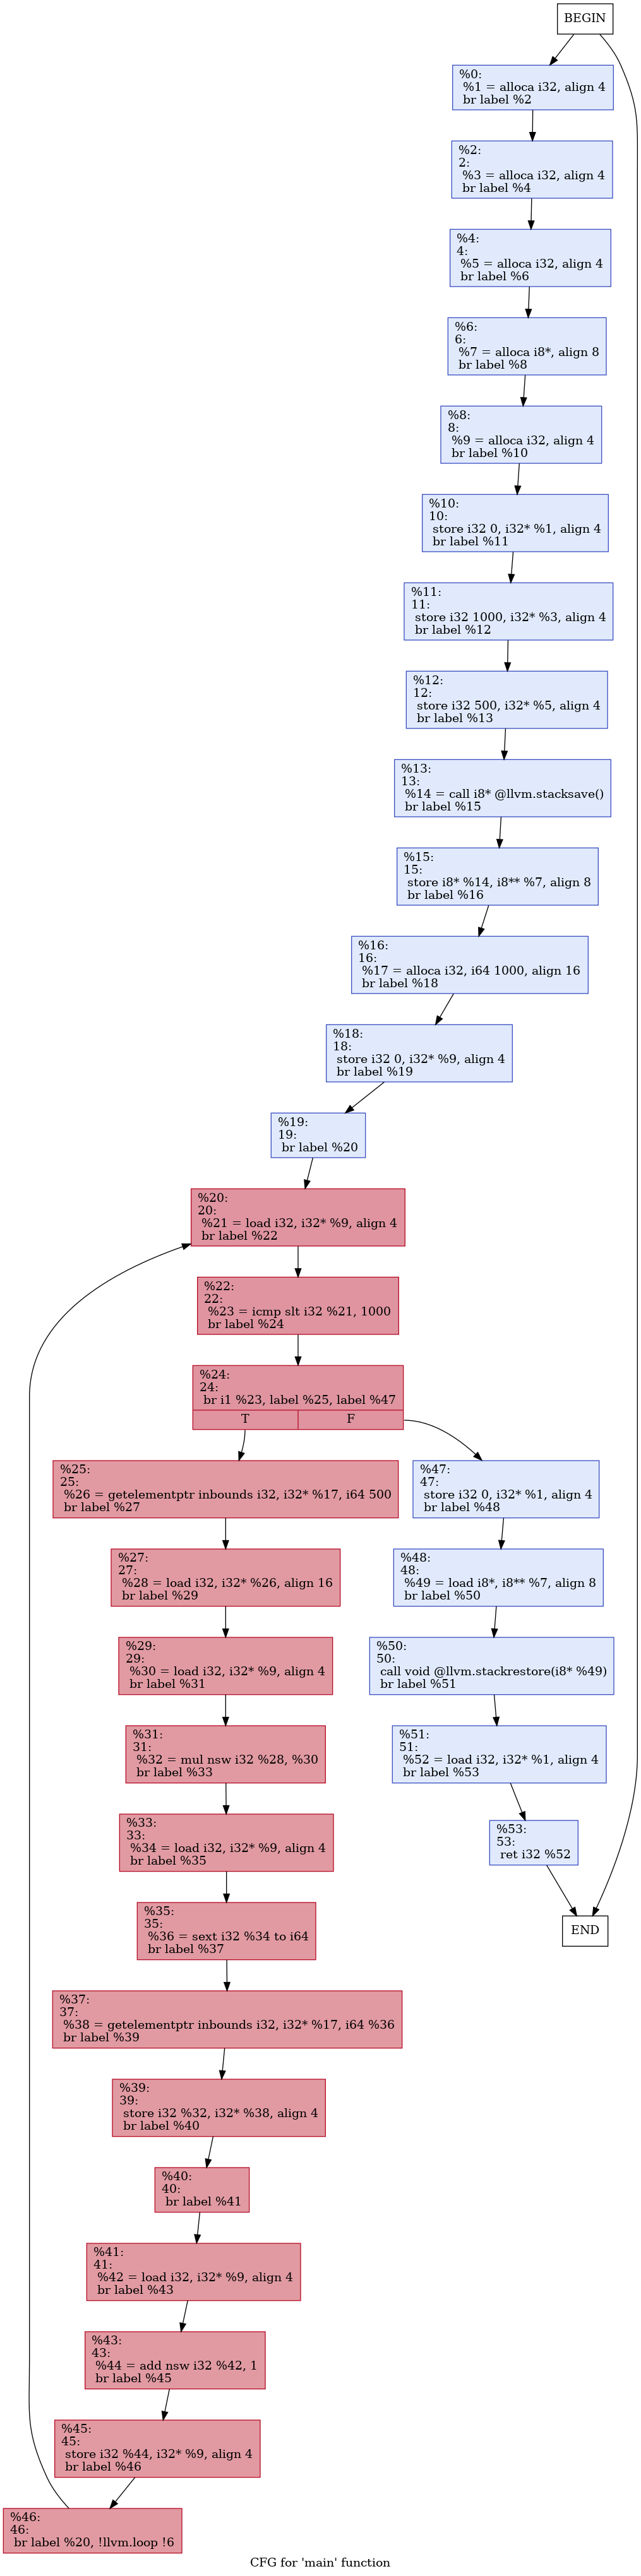 BEGIN
%0:
%1 = alloca i32, align 4
br label %2
%2:
2:
%3 = alloca i32, align 4
br label %4
%4:
4:
%5 = alloca i32, align 4
br label %6
%6:
6:
%7 = alloca i8*, align 8
br label %8
%8:
8:
%9 = alloca i32, align 4
br label %10
%10:
10:
store i32 0, i32* %1, align 4
br label %11
%11:
11:
store i32 1000, i32* %3, align 4
br label %12
%12:
12:
store i32 500, i32* %5, align 4
br label %13
%13:
13:
%14 = call i8* @llvm.stacksave()
br label %15
%15:
15:
store i8* %14, i8** %7, align 8
br label %16
%16:
16:
%17 = alloca i32, i64 1000, align 16
br label %18
%18:
18:
store i32 0, i32* %9, align 4
br label %19
%19:
19:
br label %20
%20:
20:
%21 = load i32, i32* %9, align 4
br label %22
%22:
22:
%23 = icmp slt i32 %21, 1000
br label %24
%24:
24:
br i1 %23, label %25, label %47
T F
%25:
25:
%26 = getelementptr inbounds i32, i32* %17, i64 500
br label %27
%27:
27:
%28 = load i32, i32* %26, align 16
br label %29
%29:
29:
%30 = load i32, i32* %9, align 4
br label %31
%31:
31:
%32 = mul nsw i32 %28, %30
br label %33
%33:
33:
%34 = load i32, i32* %9, align 4
br label %35
%35:
35:
%36 = sext i32 %34 to i64
br label %37
%37:
37:
%38 = getelementptr inbounds i32, i32* %17, i64 %36
br label %39
%39:
39:
store i32 %32, i32* %38, align 4
br label %40
%40:
40:
br label %41
%41:
41:
%42 = load i32, i32* %9, align 4
br label %43
%43:
43:
%44 = add nsw i32 %42, 1
br label %45
%45:
45:
store i32 %44, i32* %9, align 4
br label %46
%46:
46:
br label %20, !llvm.loop !6
%47:
47:
store i32 0, i32* %1, align 4
br label %48
%48:
48:
%49 = load i8*, i8** %7, align 8
br label %50
%50:
50:
call void @llvm.stackrestore(i8* %49)
br label %51
%51:
51:
%52 = load i32, i32* %1, align 4
br label %53
%53:
53:
ret i32 %52
END
CFG for 'main' function